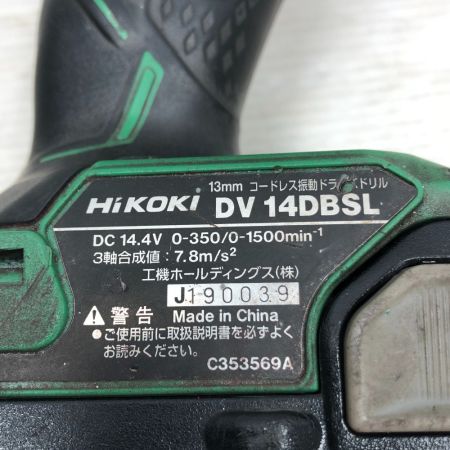 13mm コードレス振動ドライバドリル
HiKOKI DV 14DBSL
DC 14.4V 0-350/0-1500min⁻¹
3軸合成値：7.8m/s²
工機ホールディングス(株)
J190039
⚠警告 Made in China
●ご使用前に取扱説明書を必ずよく
お読みください。
C353569A